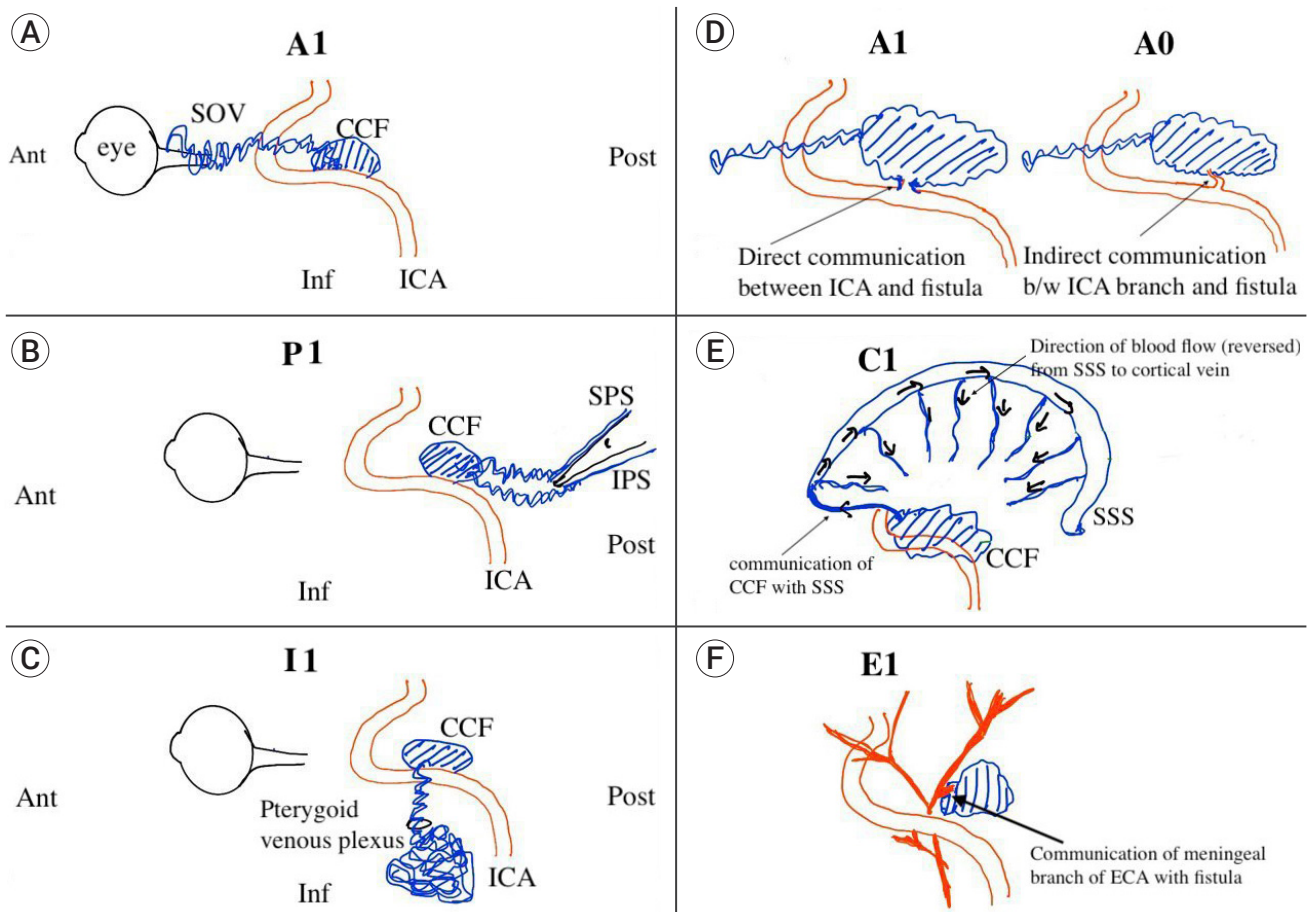 A
A1
SOV
CCF
eye
Ant
Post
Inf
ICA
B
P1
SPS
CCF
IPS
Ant
Post
ICA
Inf
C
I1
CCF
Ant
Post
Pterygoid
venous plexus
ICA
Inf
D
A1
A0
Direct communication
between ICA and fistula
Indirect communication
b/w ICA branch and fistula
E
C1
Direction of blood flow (reversed)
from SSS to cortical vein
SSS
CCF
communication of
CCF with SSS
F
E1
Communication of meningeal
branch of ECA with fistula